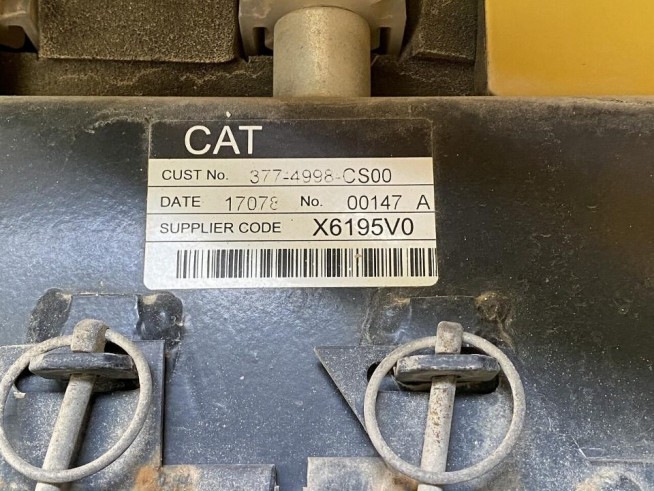 CAT
CUST No. 377-4998-CS00
DATE 17078 No. 00147 A
SUPPLIER CODE X6195V0